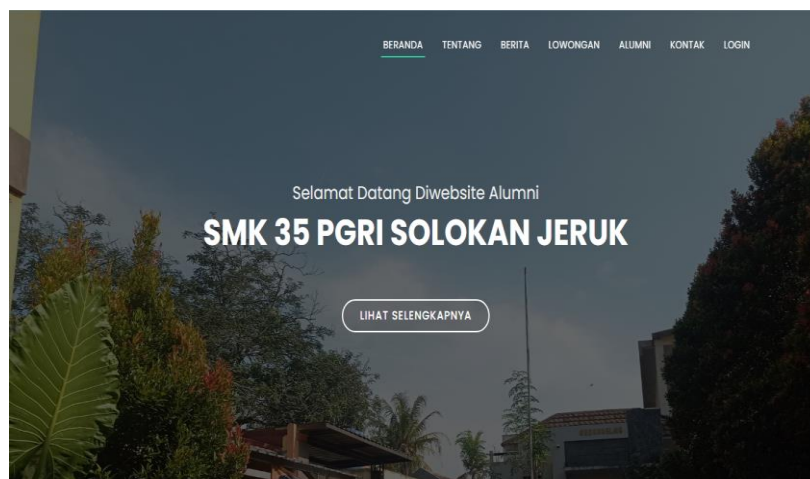 BERANDA TENTANG BERITA LOWONGAN ALUMNI KONTAK LOGIN
Selamat Datang Diwebsite Alumni
SMK 35 PGRI SOLOKAN JERUK
LIHAT SELENGKAPNYA